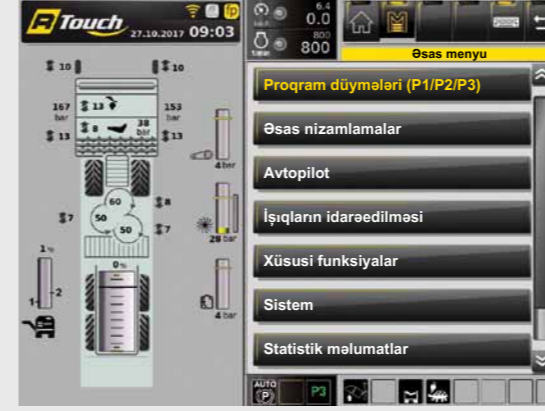 R Touch
27.10.2017 09:03
6.4
0.0
800
800
Əsas menyu
10
10
167
bar
13
153
bar
13
8
38
bar
13
60
50
50
7
8
7
4 bar
28 bar
4 bar
1%
0%
1
2
Proqram düymələri (P1/P2/P3)
Əsas nizamlamalar
Avtopilot
İşıqların idarəedilməsi
Xüsusi funksiyalar
Sistem
Statistik məlumatlar
AUTO
(P)
P3